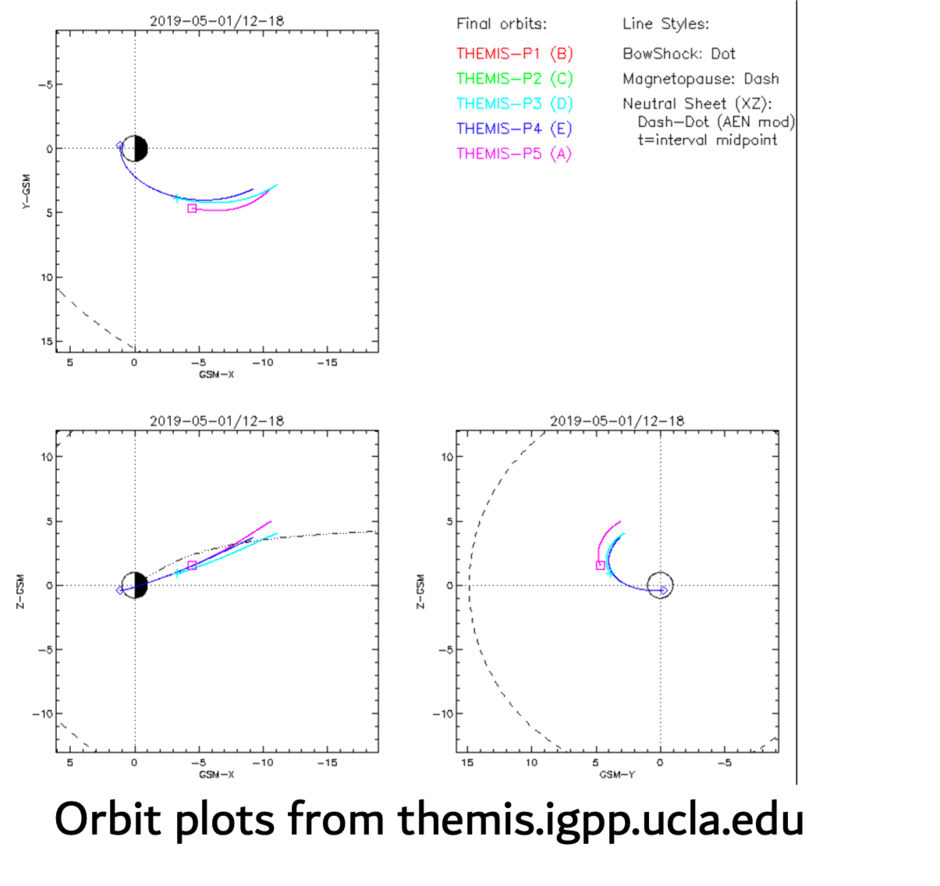 2019-05-01/12-18
-5
0
5
10
15
Y-GSM
5 0 -5 -10 -15
GSM-X
Final orbits:
THEMIS-P1 (B)
THEMIS-P2 (C)
THEMIS-P3 (D)
THEMIS-P4 (E)
THEMIS-P5 (A)
Line Styles:
BowShock: Dot
Magnetopause: Dash
Neutral Sheet (XZ):
Dash-Dot (AEN mod)
t=interval midpoint
2019-05-01/12-18
10
5
0
-5
-10
Z-GSM
5 0 -5 -10 -15
GSM-X
2019-05-01/12-18
10
5
0
-5
-10
Z-GSM
15 10 5 0 -5
GSM-Y
Orbit plots from themis.igpp.ucla.edu